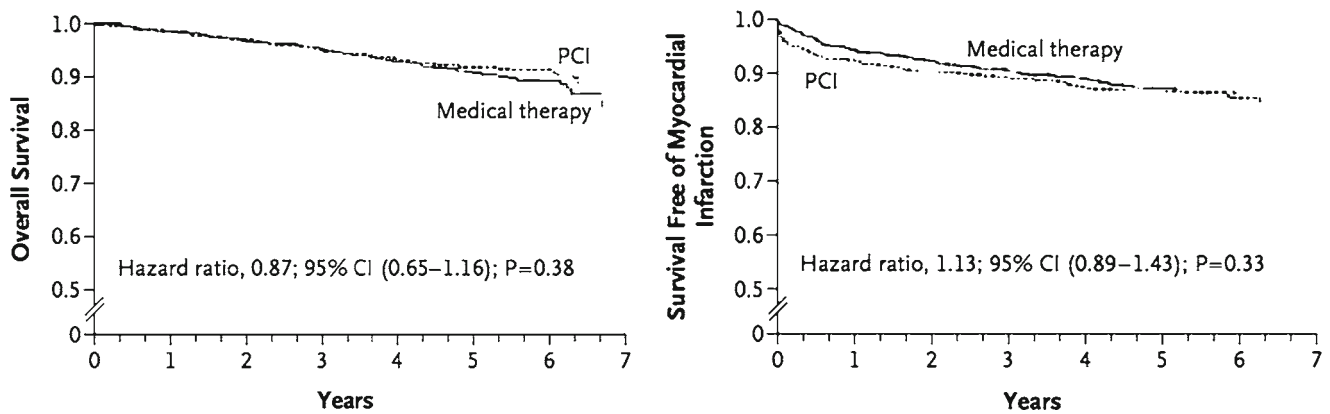 Overall Survival
1.0
0.9
0.8
0.7
0.6
0.5
0
PCI
Medical therapy
Hazard ratio, 0.87; 95% CI (0.65–1.16); P=0.38
0 1 2 3 4 5 6 7
Years
Survival Free of Myocardial
Infarction
1.0
0.9
0.8
0.7
0.6
0.5
0
Medical therapy
PCI
Hazard ratio, 1.13; 95% CI (0.89–1.43); P=0.33
0 1 2 3 4 5 6 7
Years